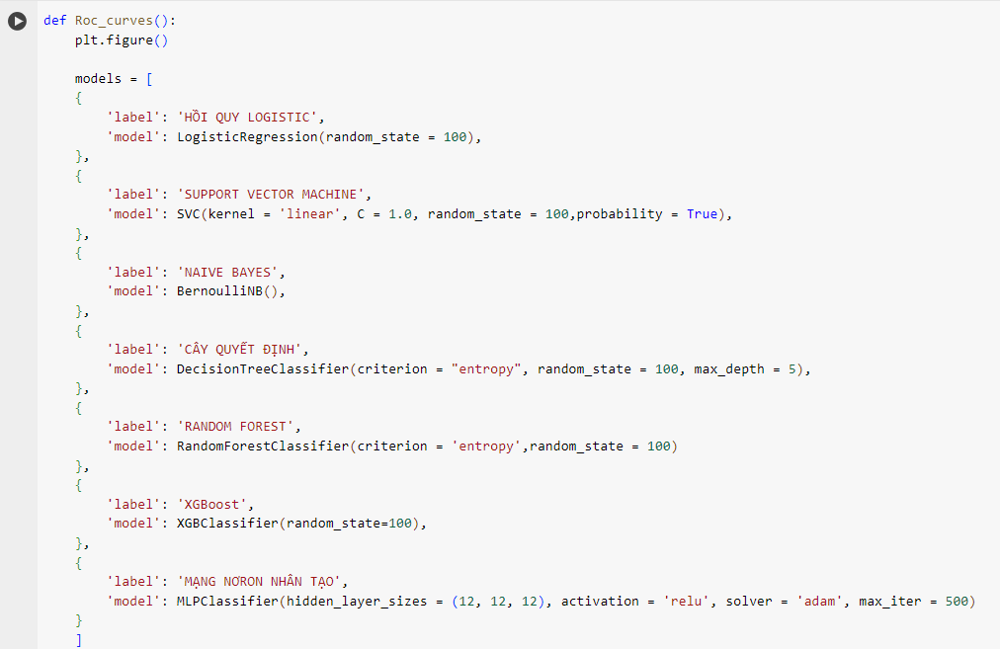 def Roc_curves():
    plt.figure()

    models = [
    {
        'label': 'HỒI QUY LOGISTIC',
        'model': LogisticRegression(random_state = 100),
    },
    {
        'label': 'SUPPORT VECTOR MACHINE',
        'model': SVC(kernel = 'linear', C = 1.0, random_state = 100,probability = True),
    },
    {
        'label': 'NAIVE BAYES',
        'model': BernoulliNB(),
    },
    {
        'label': 'CÂY QUYẾT ĐỊNH',
        'model': DecisionTreeClassifier(criterion = "entropy", random_state = 100, max_depth = 5),
    },
    {
        'label': 'RANDOM FOREST',
        'model': RandomForestClassifier(criterion = 'entropy',random_state = 100)
    },
    {
        'label': 'XGBoost',
        'model': XGBClassifier(random_state=100),
    },
    {
        'label': 'MẠNG NƠRON NHÂN TẠO',
        'model': MLPClassifier(hidden_layer_sizes = (12, 12, 12), activation = 'relu', solver = 'adam', max_iter = 500)
    }
    ]